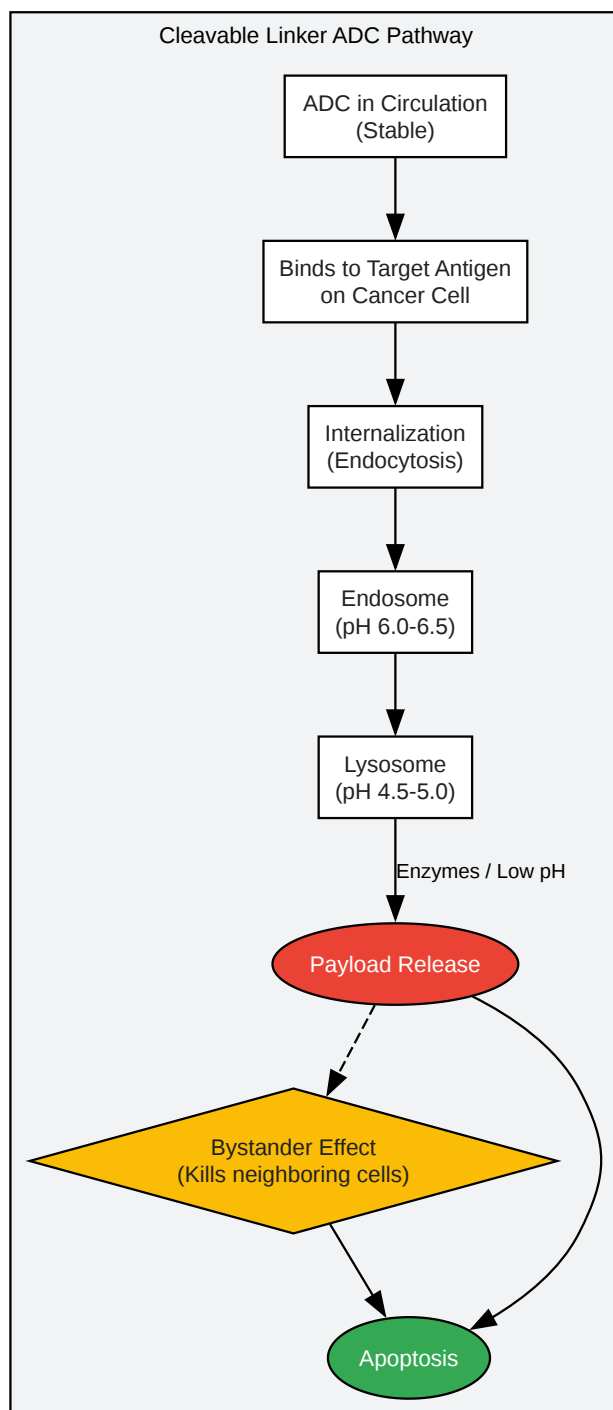 Cleavable Linker ADC Pathway
ADC in Circulation
(Stable)
Binds to Target Antigen
on Cancer Cell
Internalization
(Endocytosis)
Endosome
(pH 6.0-6.5)
Lysosome
(pH 4.5-5.0)
Enzymes / Low pH
Payload Release
Bystander Effect
(Kills neighboring cells)
Apoptosis